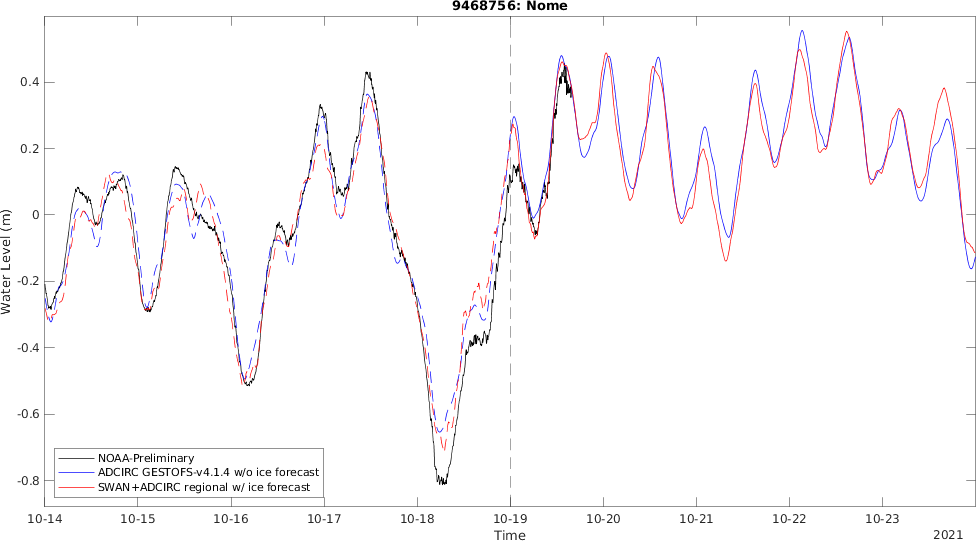 9468756: Nome
Water Level (m)
0.4
0.2
0
-0.2
-0.4
-0.6
-0.8
NOAA-Preliminary
ADCIRC GESTOFS-v4.1.4 w/o ice forecast
SWAN+ADCIRC regional w/ ice forecast
10-14 10-15 10-16 10-17 10-18 10-19 10-20 10-21 10-22 10-23
Time
2021